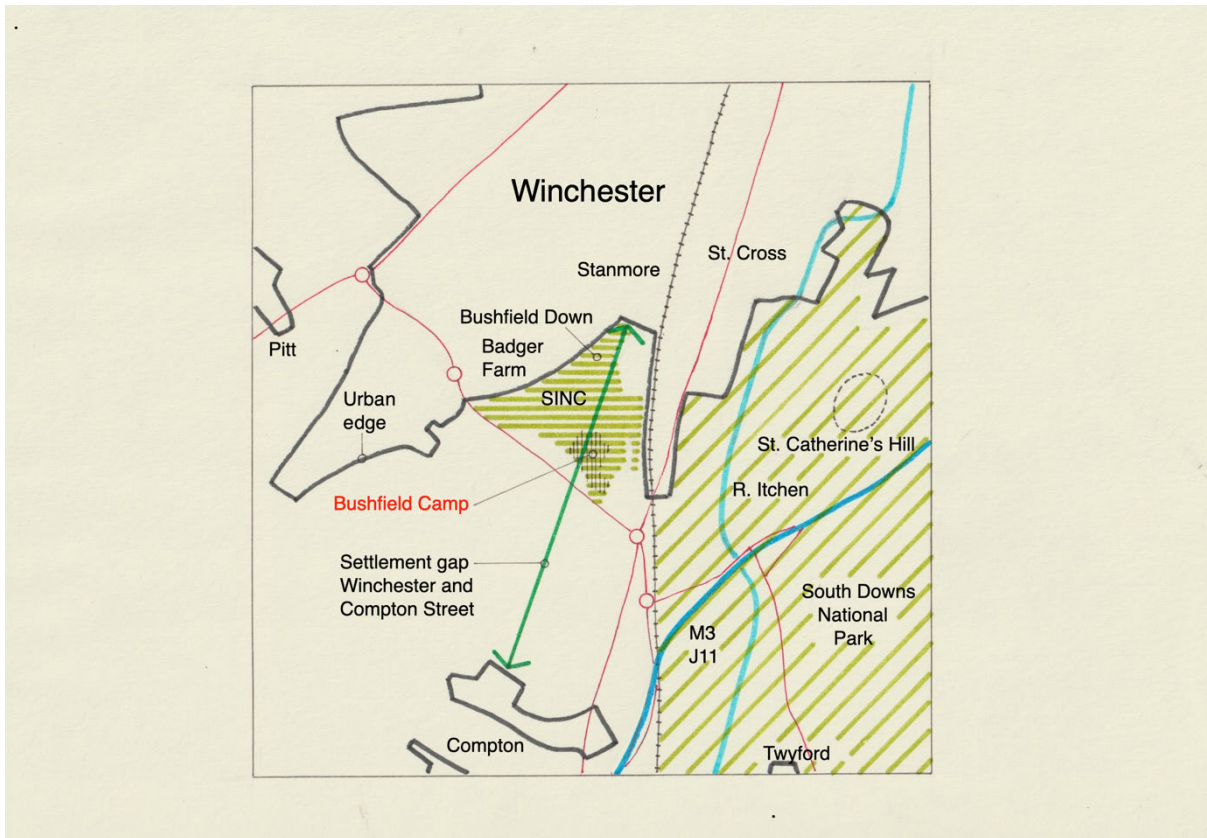 Winchester
St. Cross
Stanmore
Bushfield Down
Badger
Farm
Pitt
Urban
edge
SINC
St. Catherine's Hill
R. Itchen
Bushfield Camp
Settlement gap
Winchester and
Compton Street
South Downs
National
Park
M3
J11
Compton
Twyford